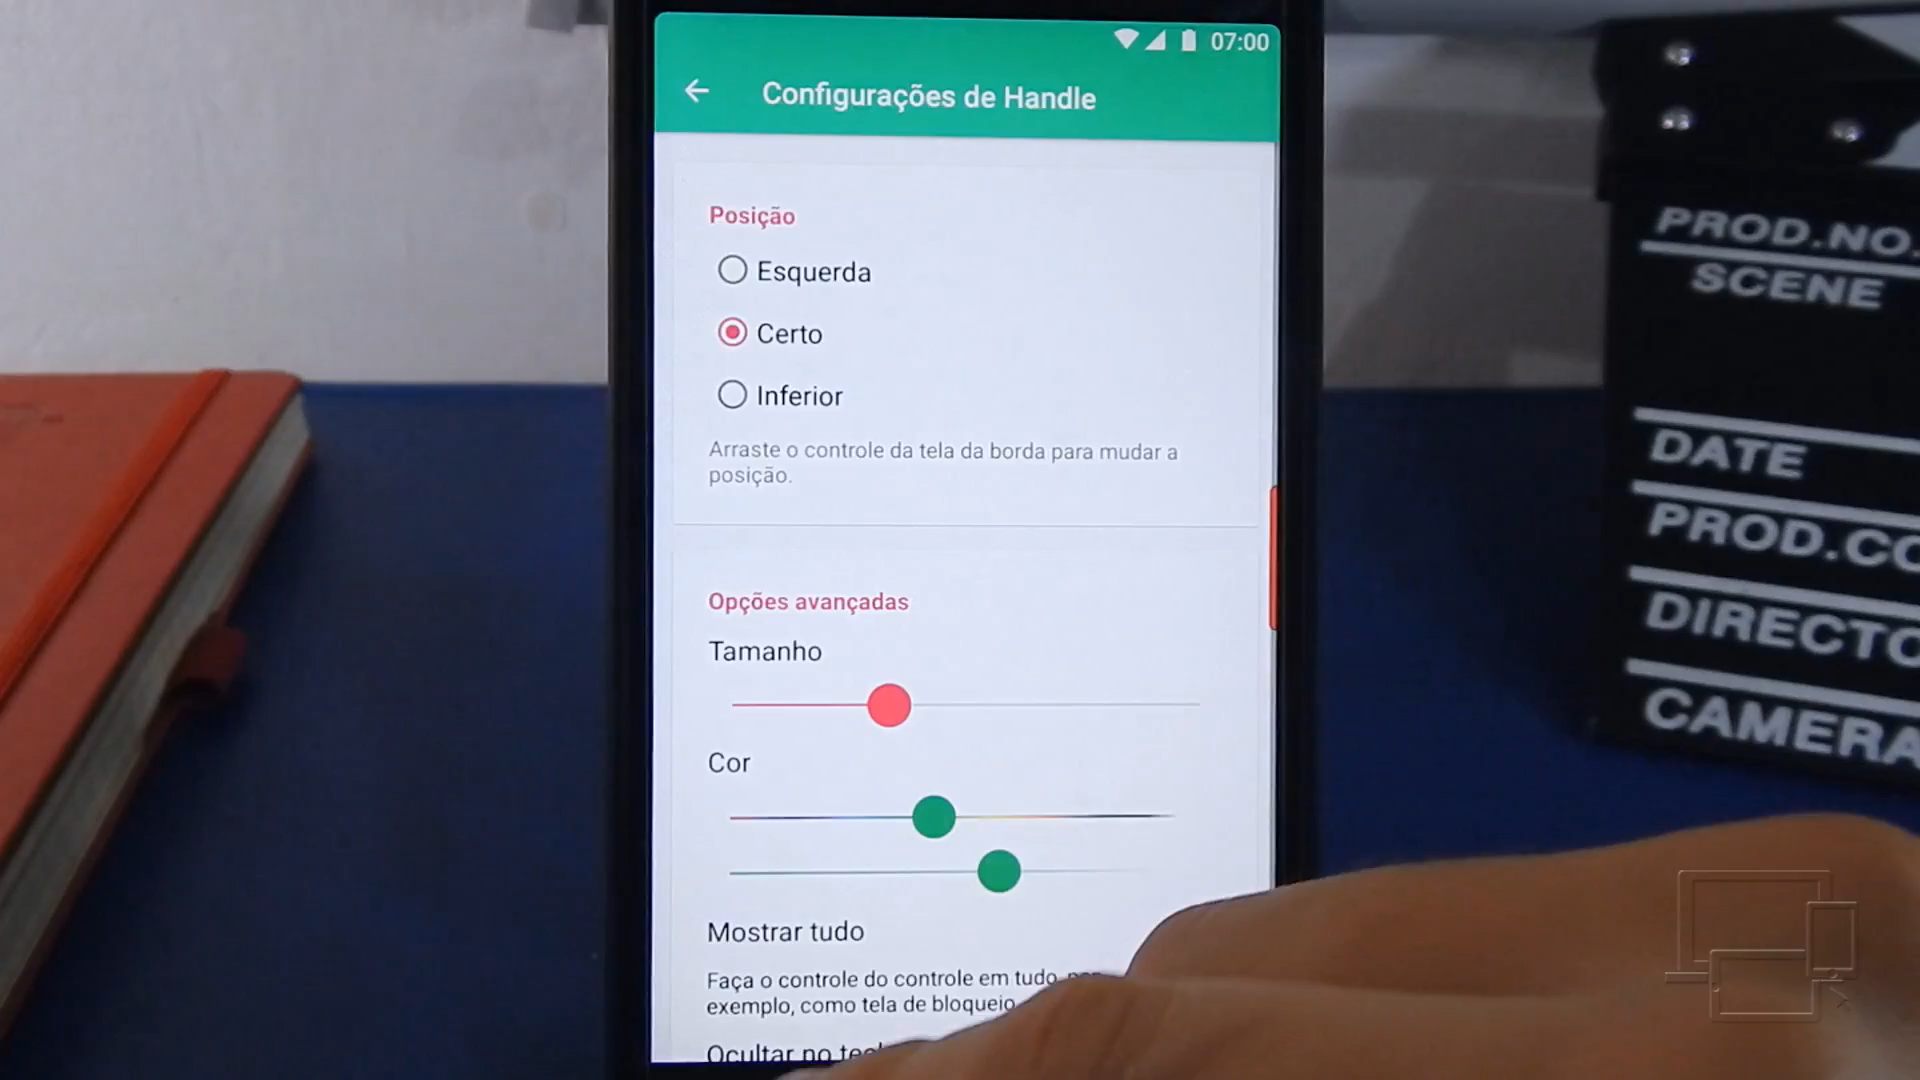 07:00
Configurações de Handle
Posição
Esquerda
Certo
Inferior
Arraste o controle da tela da borda para mudar a
posição.
Opções avançadas
Tamanho
Cor
Mostrar tudo
Faça o controle do controle em tudo,
exemplo, como tela de bloqueio
Ocultar no
PROD.NO.
SCENE
DATE
PROD.CO
DIRECTO
CAMERA